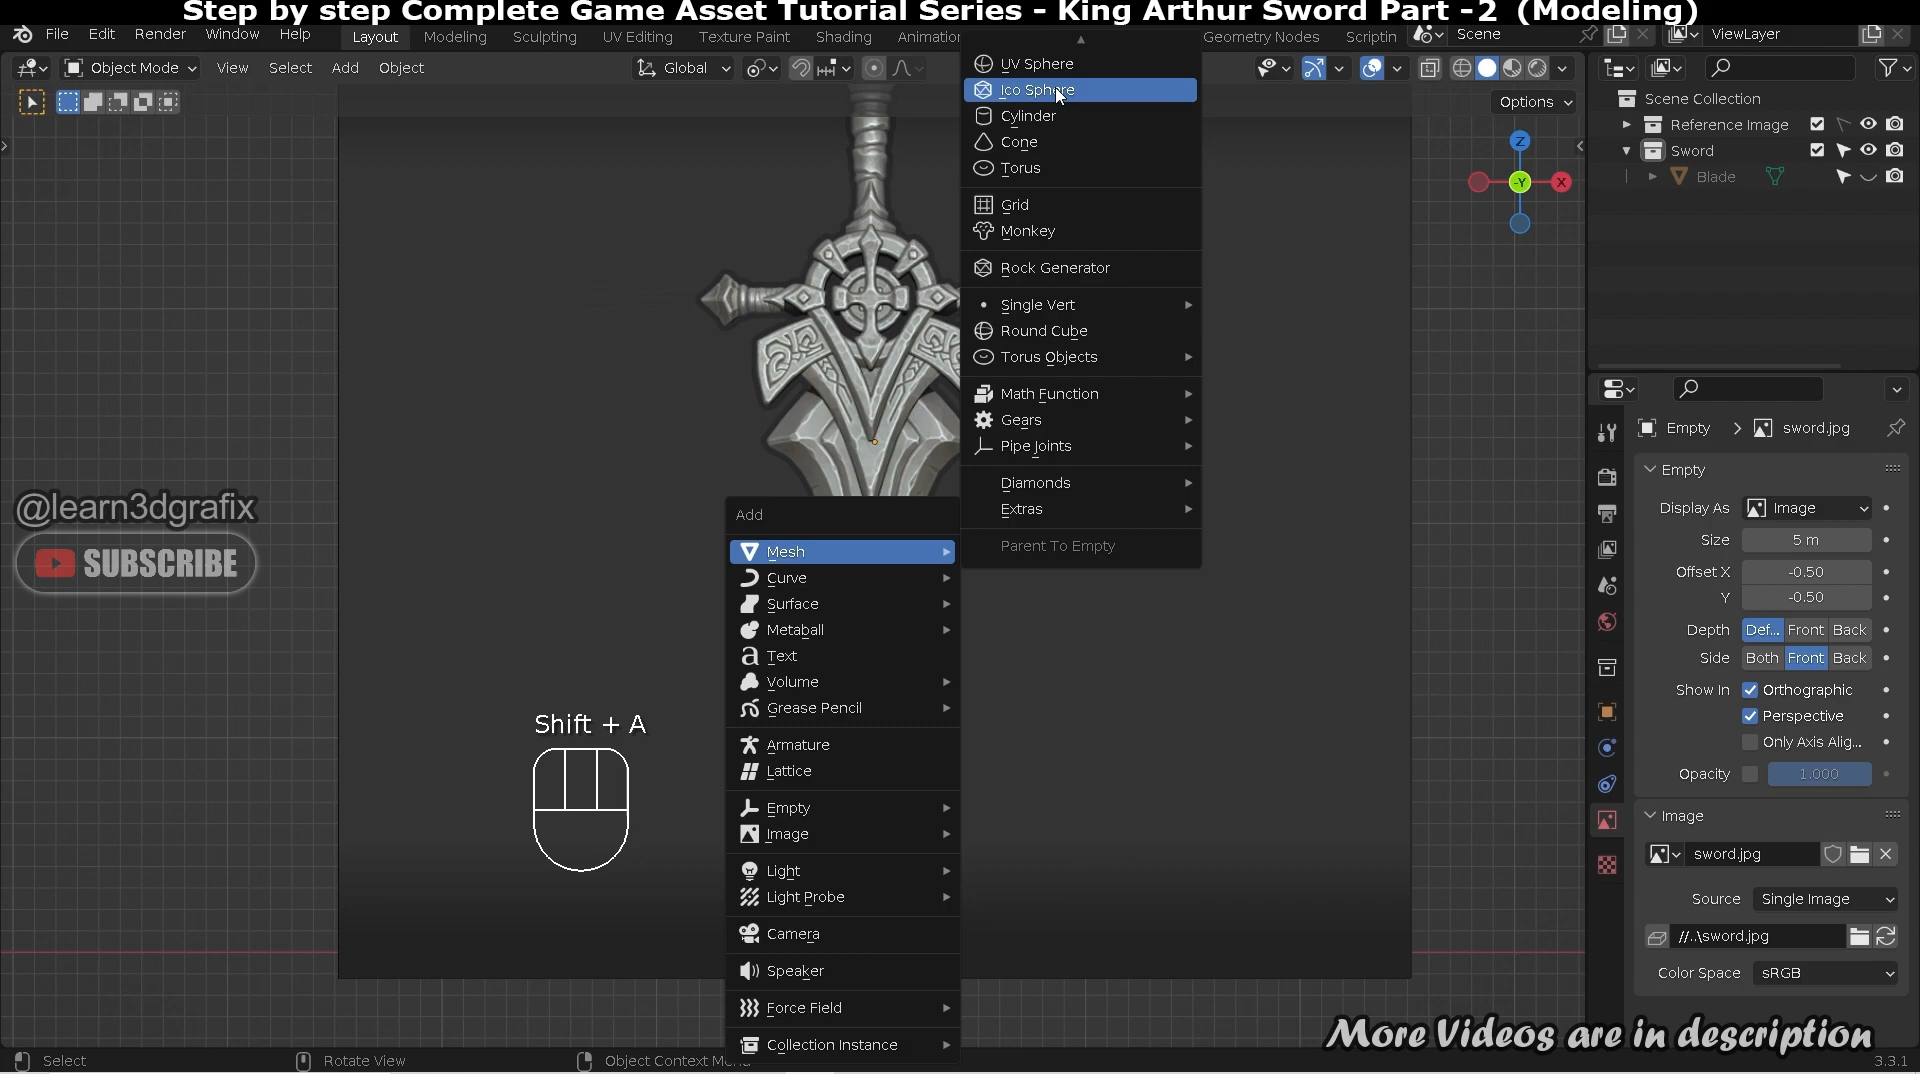 Step by step Complete Game Asset Tutorial Series - King Arthur Sword Part -2 (Modeling)
File Edit Render Window Help Layout Modeling Sculpting UV Editing Texture Paint Shading Animation Geometry Nodes Scriptin Scene ViewLayer
Object Mode View Select Add Object Global
Options
UV Sphere
Ico Sphere
Cylinder
Cone
Torus
Grid
Monkey
Rock Generator
Single Vert
Round Cube
Torus Objects
Math Function
Gears
Pipe Joints
Diamonds
Extras
Parent To Empty
Z
-Y
X
Scene Collection
Reference Image
Sword
Blade
@learn3dgrafix
SUBSCRIBE
Shift + A
Add
Mesh
Curve
Surface
Metaball
Text
Volume
Grease Pencil
Armature
Lattice
Empty
Image
Light
Light Probe
Camera
Speaker
Force Field
Collection Instance
Empty > sword.jpg
Empty
Display As Image
Size 5 m
Offset X -0.50
Y -0.50
Depth Def... Front Back
Side Both Front Back
Show In Orthographic
Perspective
Only Axis Alig...
Opacity 1.000
Image
sword.jpg
Source Single Image
//..\sword.jpg
Color Space sRGB
More Videos are in description
Select Rotate View Object Context Menu 3.3.1